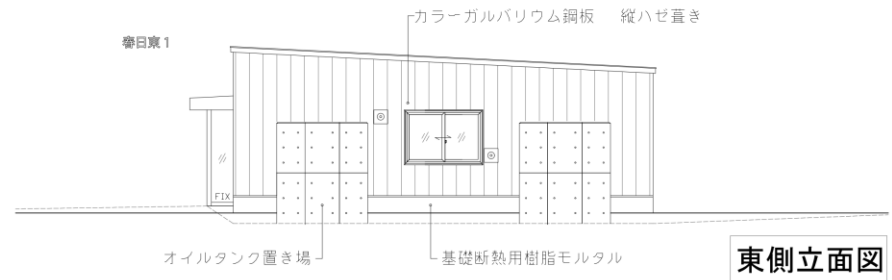 カラーガルバリウム鋼板　縦ハゼ葺き
春日東1
FIX
オイルタンク置き場
基礎断熱用樹脂モルタル
東側立面図